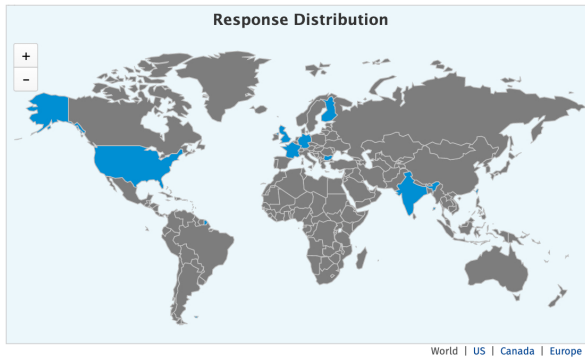 Response Distribution
+
−
World | US | Canada | Europe